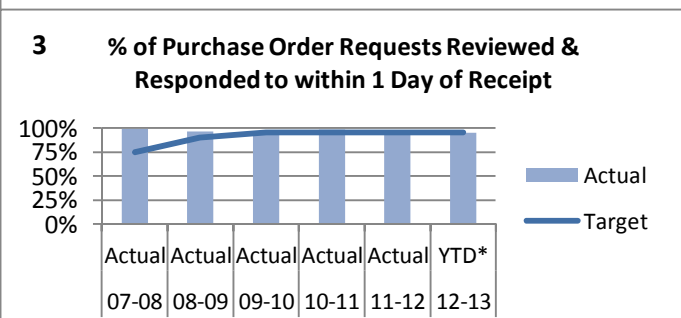 3 % of Purchase Order Requests Reviewed &
Responded to within 1 Day of Receipt
100%
75%
50%
25%
0%
Actual Actual Actual Actual Actual YTD*
07-08 08-09 09-10 10-11 11-12 12-13
Actual
Target